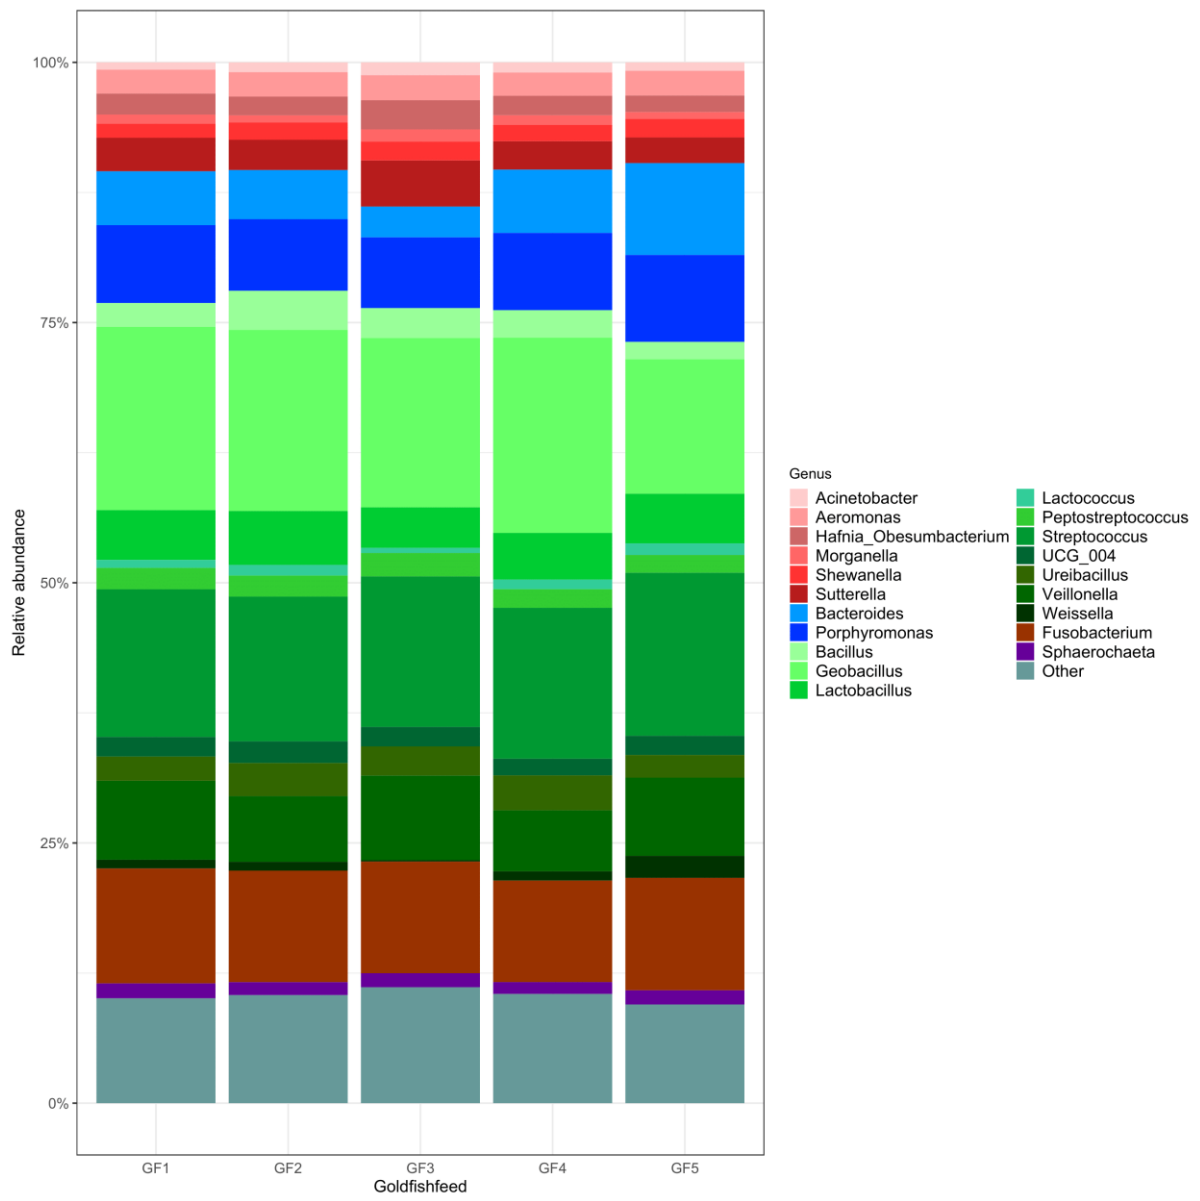 100%
75%
50%
25%
0%
Relative abundance
GF1
GF2
GF3
GF4
GF5
Goldfishfeed
Genus
Acinetobacter
Aeromonas
Hafnia_Obesumbacterium
Morganella
Shewanella
Sutterella
Bacteroides
Porphyromonas
Bacillus
Geobacillus
Lactobacillus
Lactococcus
Peptostreptococcus
Streptococcus
UCG_004
Ureibacillus
Veillonella
Weissella
Fusobacterium
Sphaerochaeta
Other